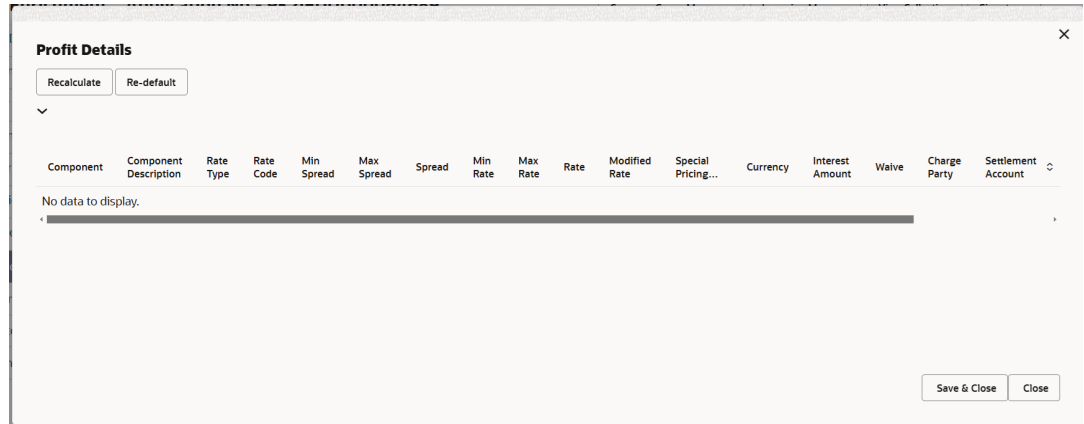 Profit Details
Recalculate Re-default
Component Component Description Rate Type Rate Code Min Spread Max Spread Spread Min Rate Max Rate Rate Modified Rate Special Pricing... Currency Interest Amount Waive Charge Party Settlement Account
No data to display.
Save & Close Close